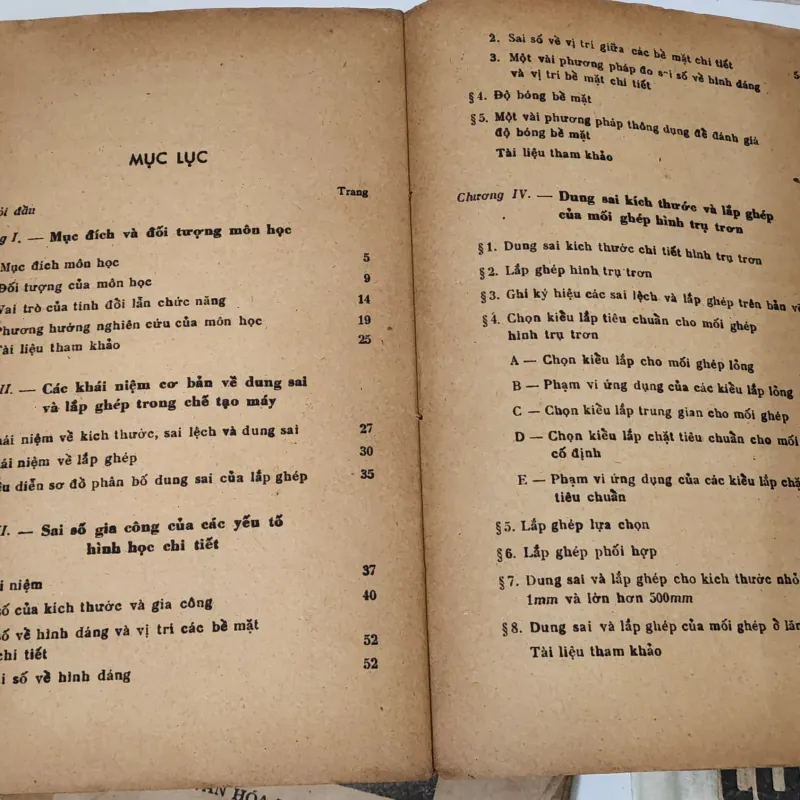 MỤC LỤC
Trang
đầu
I. — Mục đích và đối tượng môn học
Mục đích môn học 5
Đối tượng của môn học 9
Vai trò của tính đổi lẫn chức năng 14
Phương hướng nghiên cứu của môn học 19
Tài liệu tham khảo 25
II. — Các khái niệm cơ bản về dung sai
và lắp ghép trong chế tạo máy
niệm về kích thước, sai lệch và dung sai 27
niệm về lắp ghép 30
diễn sơ đồ phân bố dung sai của lắp ghép 35
— Sai số gia công của các yếu tố
hình học chi tiết
niệm 37
số của kích thước và gia công 40
số về hình dáng và vị trí các bề mặt
chi tiết 52
số về hình dáng 52
2. Sai số về vị trí giữa các bề mặt chi tiết
3. Một vài phương pháp đo s-i số về hình dáng
và vị trí bề mặt chi tiết
§4. Độ bóng bề mặt
§5. Một vài phương pháp thông dụng để đánh giá
độ bóng bề mặt
Tài liệu tham khảo
Chương IV. — Dung sai kích thước và lắp ghép
của mối ghép hình trụ trơn
§1. Dung sai kích thước chi tiết hình trụ trơn
§2. Lắp ghép hình trụ trơn
§3. Ghi ký hiệu các sai lệch và lắp ghép trên bản vẽ
§4. Chọn kiểu lắp tiêu chuẩn cho mối ghép
hình trụ trơn
A — Chọn kiểu lắp cho mối ghép lỏng
B — Phạm vi ứng dụng của các kiểu lắp lỏng
C — Chọn kiểu lắp trung gian cho mối ghép
D — Chọn kiểu lắp chặt tiêu chuẩn cho mối
cố định
E — Phạm vi ứng dụng của các kiểu lắp
tiêu chuẩn
§5. Lắp ghép lựa chọn
§6. Lắp ghép phối hợp
§7. Dung sai và lắp ghép cho kích thước nhỏ
1mm và lớn hơn 500mm
§8. Dung sai và lắp ghép của mối ghép ổ lăn
Tài liệu tham khảo
HÓA